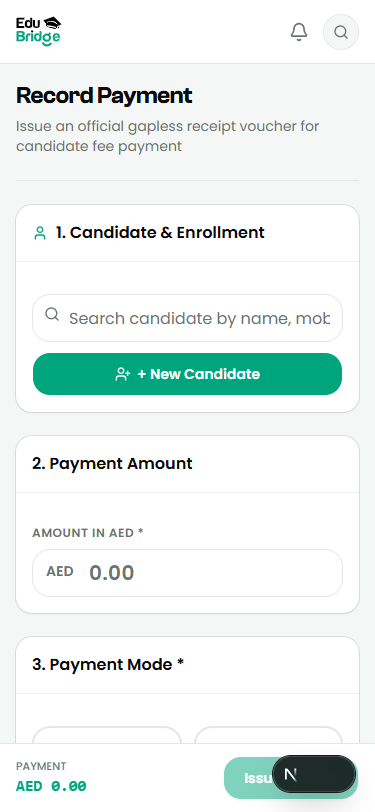 Edu
Bridge
Record Payment
Issue an official gapless receipt voucher for
candidate fee payment
1. Candidate & Enrollment
Search candidate by name, mob
+ New Candidate
2. Payment Amount
AMOUNT IN AED *
AED 0.00
3. Payment Mode *
PAYMENT
AED 0.00
N